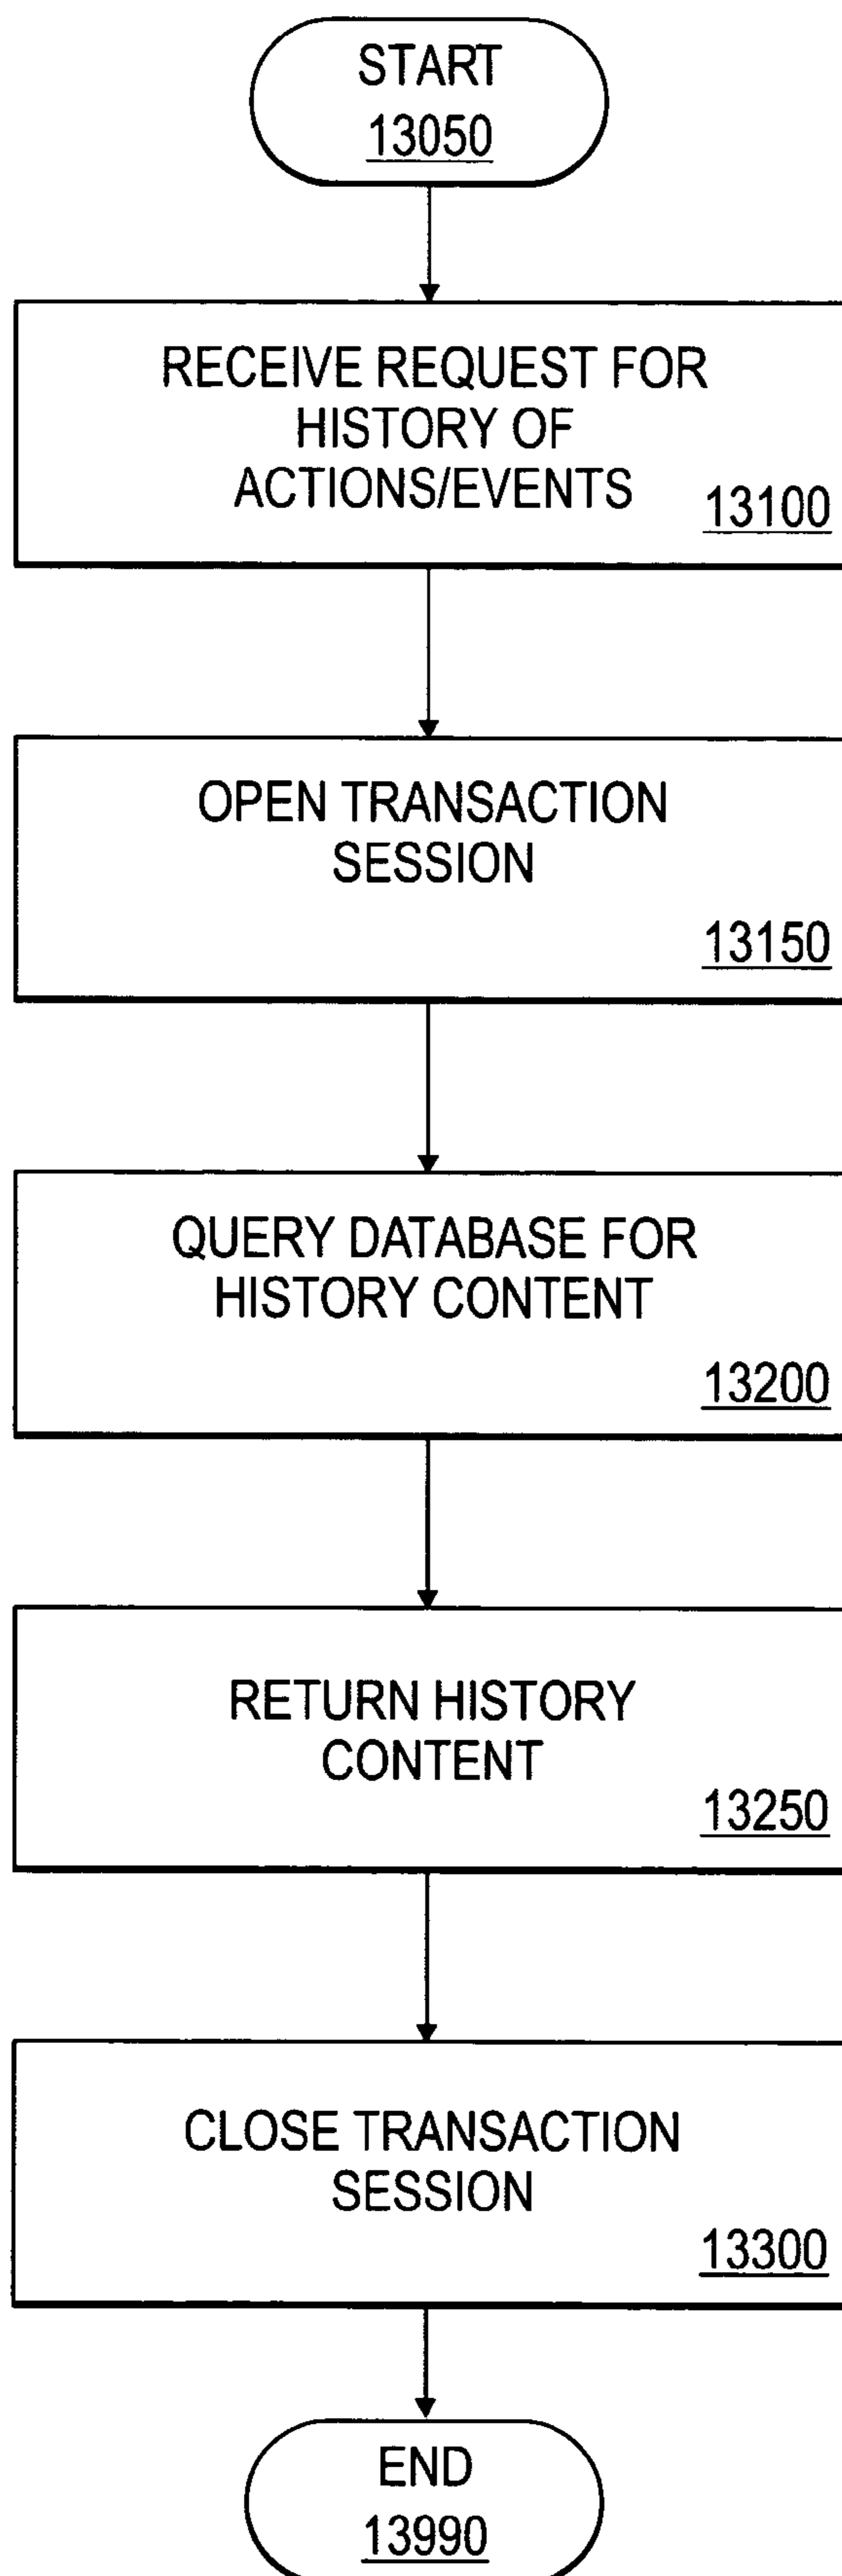 START
13050
RECEIVE REQUEST FOR
HISTORY OF
ACTIONS/EVENTS
13100
OPEN TRANSACTION
SESSION
13150
QUERY DATABASE FOR
HISTORY CONTENT
13200
RETURN HISTORY
CONTENT
13250
CLOSE TRANSACTION
SESSION
13300
END
13990